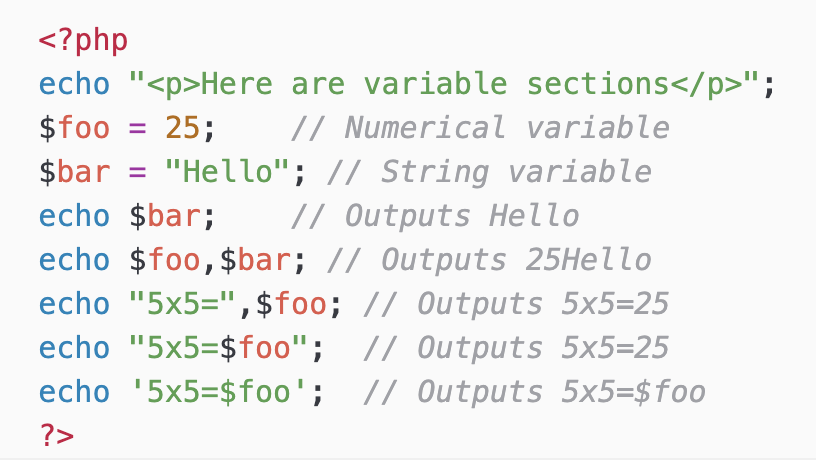 <?php
echo "<p>Here are variable sections</p>";
$foo = 25;    // Numerical variable
$bar = "Hello"; // String variable
echo $bar;    // Outputs Hello
echo $foo,$bar; // Outputs 25Hello
echo "5x5=",$foo; // Outputs 5x5=25
echo "5x5=$foo";  // Outputs 5x5=25
echo '5x5=$foo';  // Outputs 5x5=$foo
?>